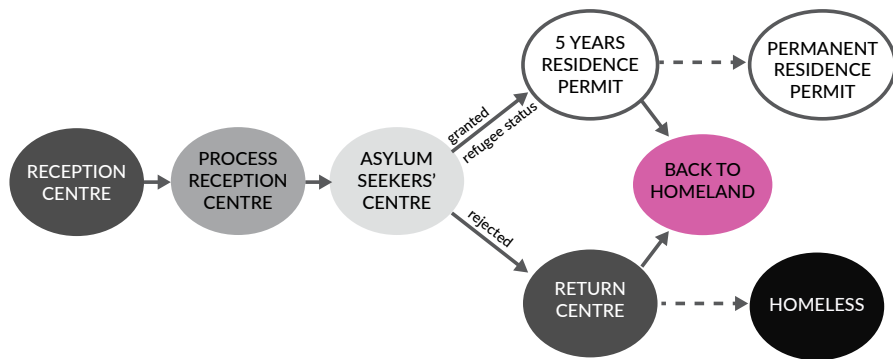 RECEPTION
CENTRE
PROCESS
RECEPTION
CENTRE
ASYLUM
SEEKERS’
CENTRE
granted
refugee status
rejected
5 YEARS
RESIDENCE
PERMIT
PERMANENT
RESIDENCE
PERMIT
BACK TO
HOMELAND
RETURN
CENTRE
HOMELESS